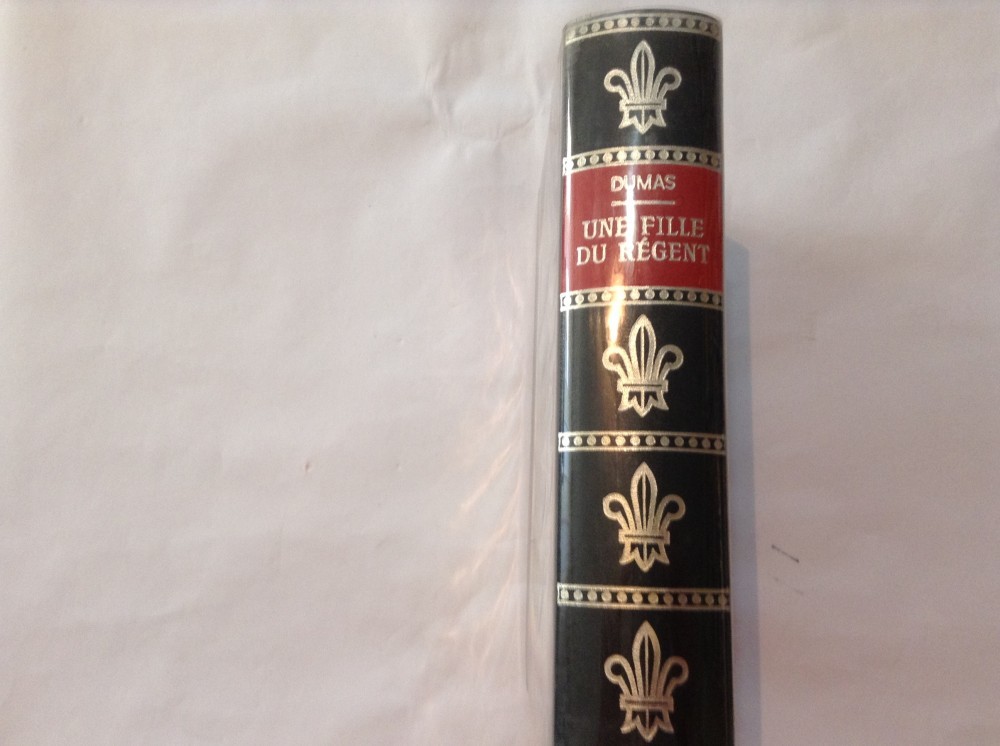 DUMAS
UNE FILLE
DU RÉGENT